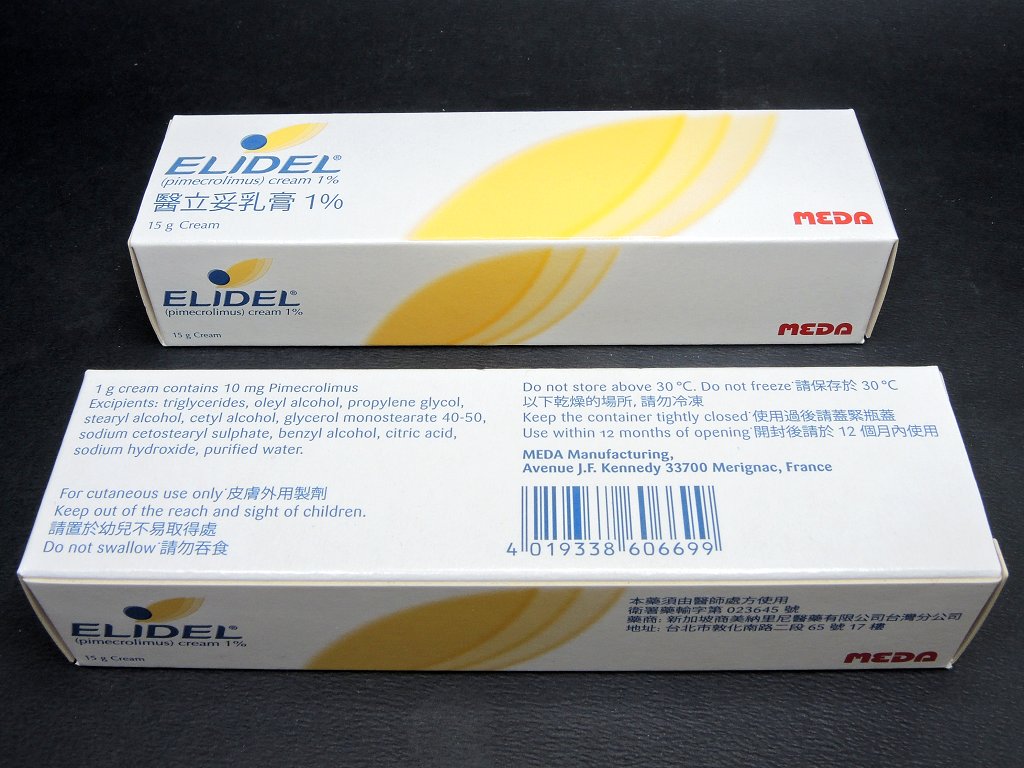 ELIDEL®
(pimecrolimus) cream 1%
醫立妥乳膏 1%
15 g Cream
MEDA
ELIDEL®
(pimecrolimus) cream 1%
15 g Cream
MEDA
1 g cream contains 10 mg Pimecrolimus
Excipients: triglycerides, oleyl alcohol, propylene glycol,
stearyl alcohol, cetyl alcohol, glycerol monostearate 40-50,
sodium cetostearyl sulphate, benzyl alcohol, citric acid,
sodium hydroxide, purified water.
For cutaneous use only·皮膚外用製劑
Keep out of the reach and sight of children.
請置於幼兒不易取得處
Do not swallow·請勿吞食
Do not store above 30 °C. Do not freeze·請保存於 30 °C
以下乾燥的場所, 請勿冷凍
Keep the container tightly closed·使用過後請蓋緊瓶蓋
Use within 12 months of opening·開封後請於 12 個月內使用
MEDA Manufacturing,
Avenue J.F. Kennedy 33700 Merignac, France
4 019338 606699
ELIDEL®
(pimecrolimus) cream 1%
15 g Cream
本藥須由醫師處方使用
衛署藥輸字第 023645 號
藥商: 新加坡商美納里尼醫藥有限公司台灣分公司
地址: 台北市敦化南路二段 65 號 17 樓
MEDA